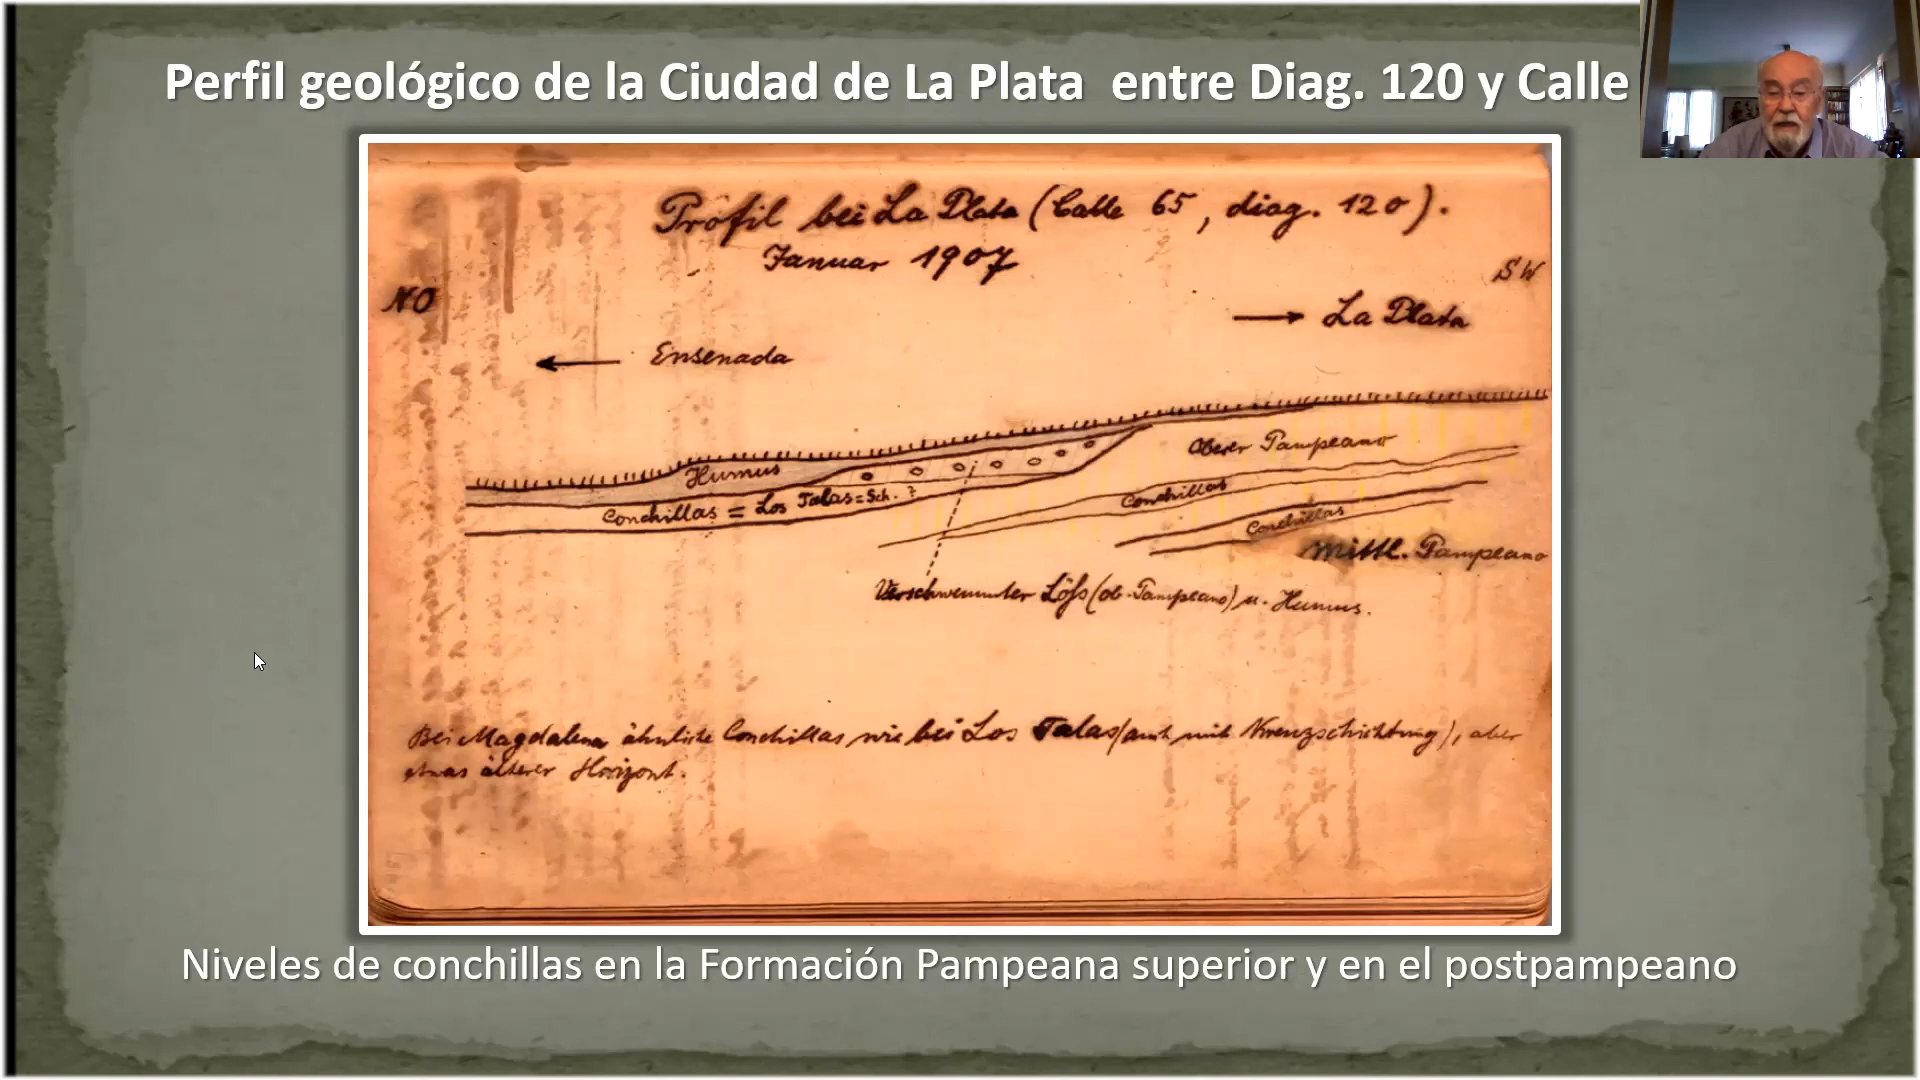 Perfil geológico de la Ciudad de La Plata entre Diag. 120 y Calle
Profil bei La Plata (Calle 65, diag. 120).
Januar 1907
NO
SW
→ La Plata
← Ensenada
Oberer Pampeano
Humus
Conchillas = Los Talas = Sch. ?
Conchillas
Conchillas
Mittl. Pampeano
Verschwemmter Löss (ob. Pampeano) u. Humus.
Bei Magdalena ähnliche Conchillas wie bei Los Talas (auch mit Kreuzschichtung), aber
etwas älterer Horizont.
Niveles de conchillas en la Formación Pampeana superior y en el postpampeano